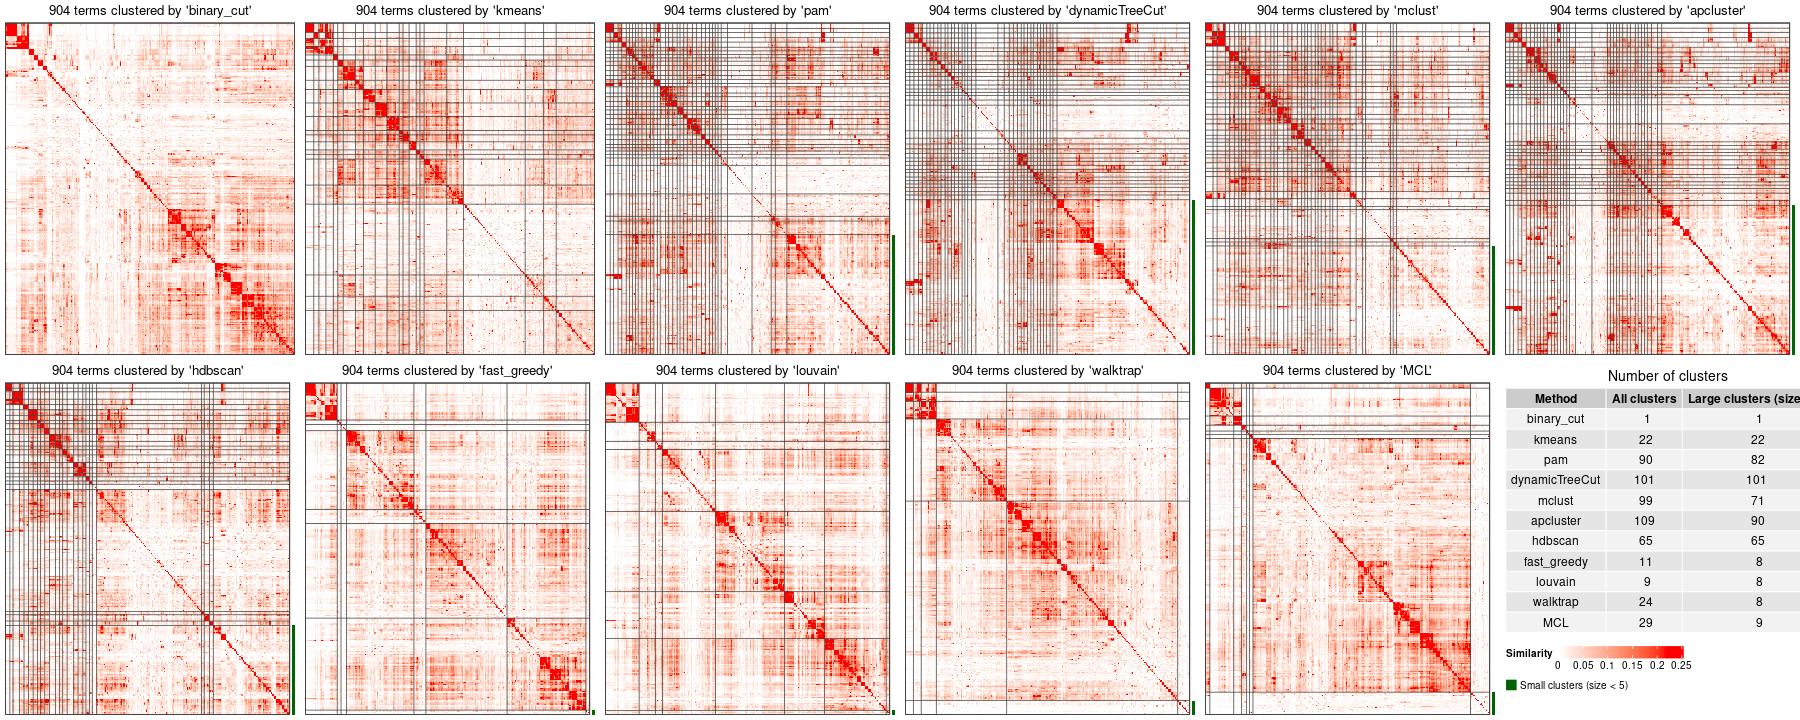 904 terms clustered by 'binary_cut'
904 terms clustered by 'kmeans'
904 terms clustered by 'pam'
904 terms clustered by 'dynamicTreeCut'
904 terms clustered by 'mclust'
904 terms clustered by 'apcluster'
904 terms clustered by 'hdbscan'
904 terms clustered by 'fast_greedy'
904 terms clustered by 'louvain'
904 terms clustered by 'walktrap'
904 terms clustered by 'MCL'
Number of clusters
Method All clusters Large clusters (size
binary_cut 1 1
kmeans 22 22
pam 90 82
dynamicTreeCut 101 101
mclust 99 71
apcluster 109 90
hdbscan 65 65
fast_greedy 11 8
louvain 9 8
walktrap 24 8
MCL 29 9
Similarity
0 0.05 0.1 0.15 0.2 0.25
Small clusters (size < 5)